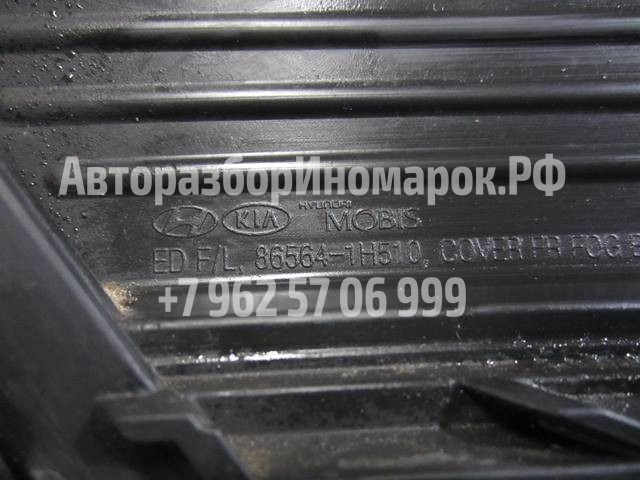 АвторазборИномарок.РФ
KIA HYUNDAI
MOBIS
ED F/L, 86564-1H510, COVER FR FOG
+7 962 57 06 999